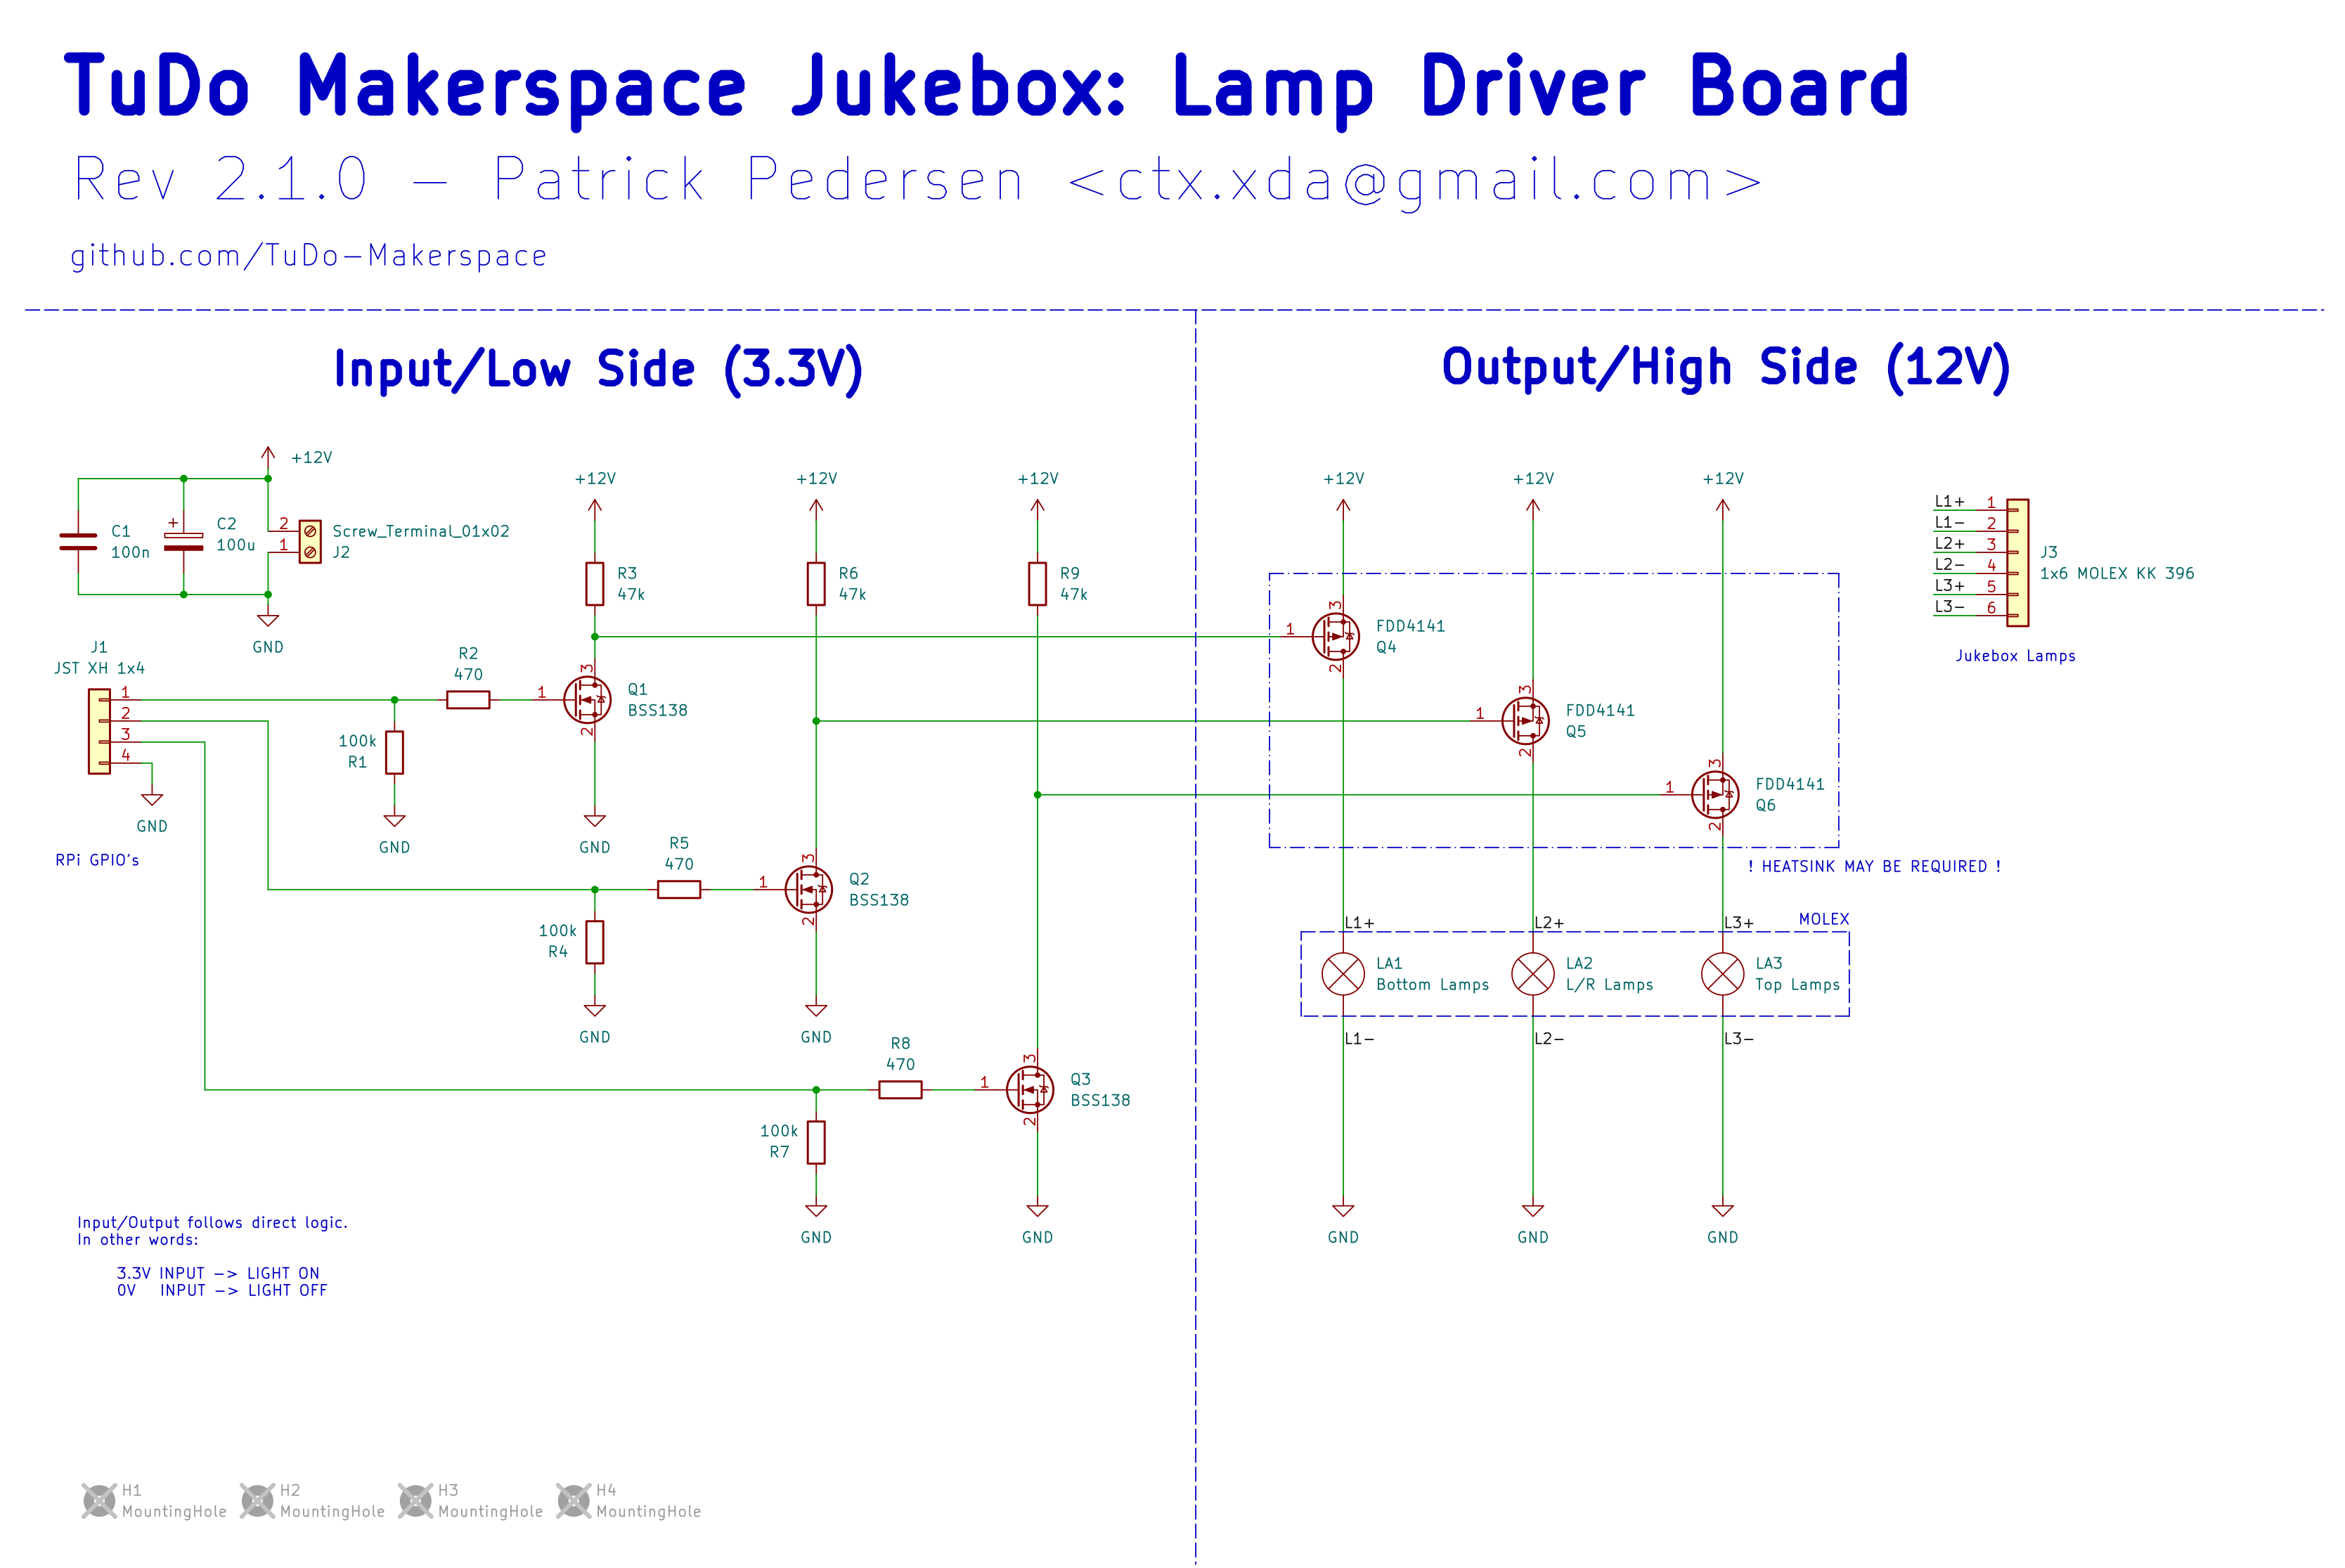 TuDo Makerspace Jukebox: Lamp Driver Board
Rev 2.1.0 - Patrick Pedersen <ctx.xda@gmail.com>
github.com/TuDo-Makerspace
Input/Low Side (3.3V)
Output/High Side (12V)
+12V
C1
100n
+
C2
100u
2
1
Screw_Terminal_01x02
J2
GND
J1
JST XH 1x4
1
2
3
4
GND
RPi GPIO's
R2
470
100k
R1
GND
+12V
R3
47k
1
3
2
Q1
BSS138
GND
+12V
R6
47k
R5
470
100k
R4
GND
1
3
2
Q2
BSS138
GND
+12V
R9
47k
R8
470
100k
R7
GND
1
3
2
Q3
BSS138
GND
+12V
1
3
2
FDD4141
Q4
+12V
1
3
2
FDD4141
Q5
+12V
1
3
2
FDD4141
Q6
! HEATSINK MAY BE REQUIRED !
MOLEX
L1+
LA1
Bottom Lamps
L1-
GND
L2+
LA2
L/R Lamps
L2-
GND
L3+
LA3
Top Lamps
L3-
GND
L1+ 1
L1- 2
L2+ 3
L2- 4
L3+ 5
L3- 6
J3
1x6 MOLEX KK 396
Jukebox Lamps
Input/Output follows direct logic.
In other words:
3.3V INPUT -> LIGHT ON
0V INPUT -> LIGHT OFF
H1
MountingHole
H2
MountingHole
H3
MountingHole
H4
MountingHole